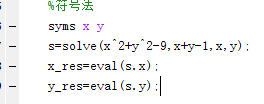 %符号法
syms x y
s=solve(x^2+y^2-9,x+y-1,x,y);
x_res=eval(s.x);
y_res=eval(s.y);